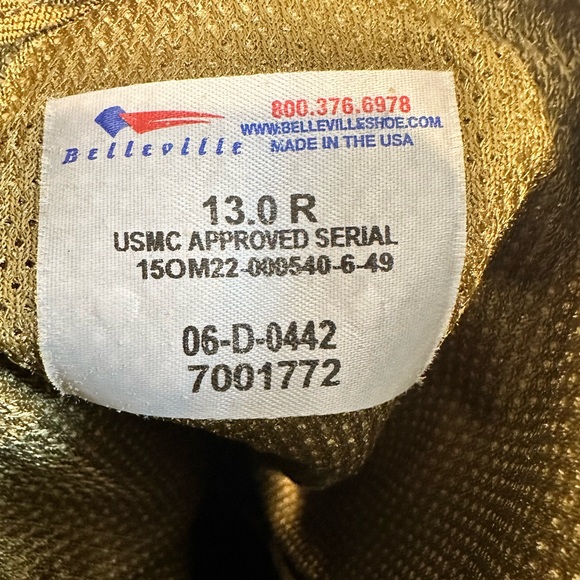 Belleville
800.376.6978
WWW.BELLEVILLESHOE.COM
MADE IN THE USA
13.0 R
USMC APPROVED SERIAL
15OM22-000540-6-49
06-D-0442
7001772